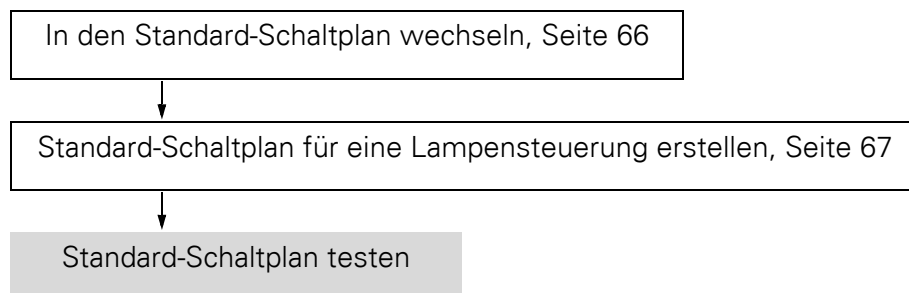 In den Standard-Schaltplan wechseln, Seite 66
Standard-Schaltplan für eine Lampensteuerung erstellen, Seite 67
Standard-Schaltplan testen